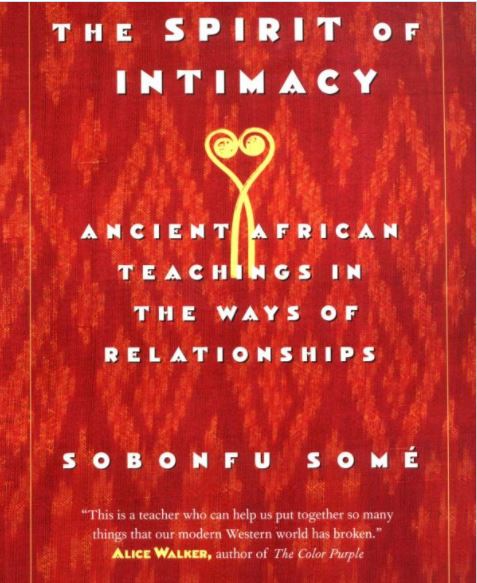 THE SPIRIT OF
INTIMACY
ANCIENT AFRICAN
TEACHINGS IN
THE WAYS OF
RELATIONSHIPS
SOBONFU SOMÉ
“This is a teacher who can help us put together so many
things that our modern Western world has broken.”
ALICE WALKER, author of The Color Purple